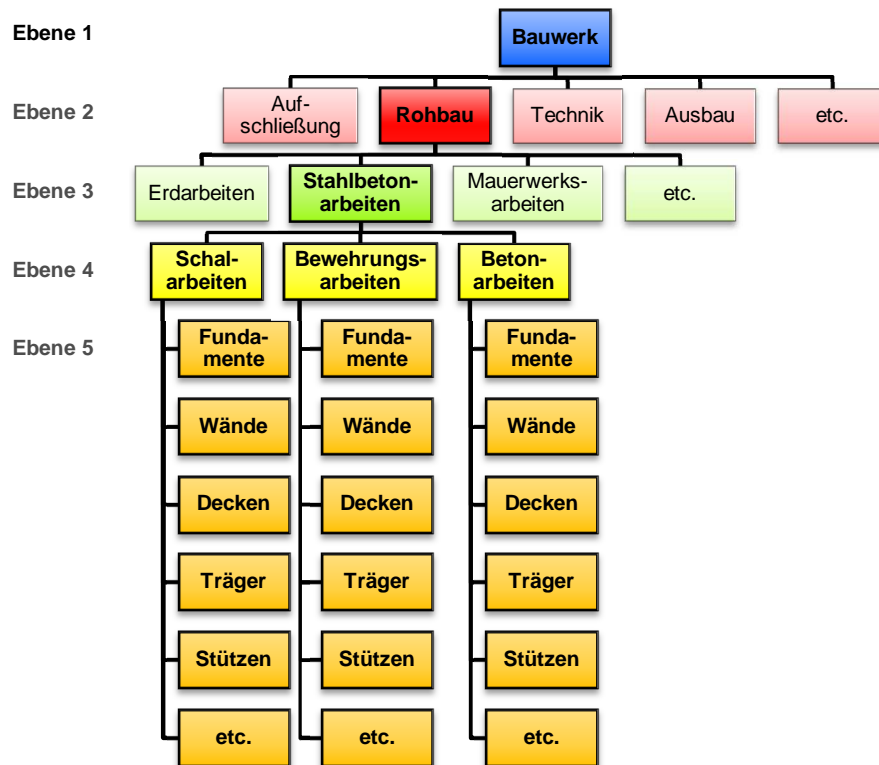 Ebene 1
Bauwerk
Ebene 2
Auf-
schließung
Rohbau
Technik
Ausbau
etc.
Ebene 3
Erdarbeiten
Stahlbeton-
arbeiten
Mauerwerks-
arbeiten
etc.
Ebene 4
Schal-
arbeiten
Bewehrungs-
arbeiten
Beton-
arbeiten
Ebene 5
Funda-
mente
Funda-
mente
Funda-
mente
Wände
Wände
Wände
Decken
Decken
Decken
Träger
Träger
Träger
Stützen
Stützen
Stützen
etc.
etc.
etc.